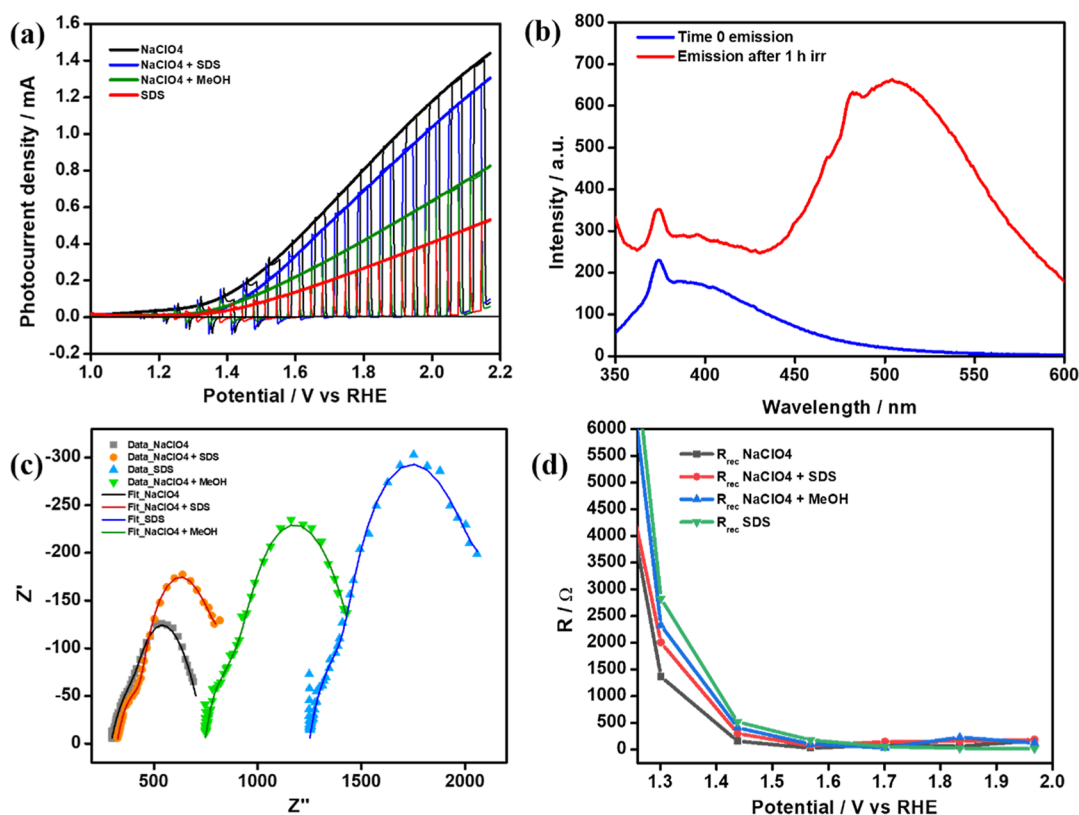 (a)
NaClO4
NaClO4 + SDS
NaClO4 + MeOH
SDS
1.6
1.4
1.2
1.0
0.8
0.6
0.4
0.2
0.0
-0.2
Photocurrent density / mA
1.0 1.2 1.4 1.6 1.8 2.0 2.2
Potential / V vs RHE
(b)
Time 0 emission
Emission after 1 h irr
800
700
600
500
400
300
200
100
0
Intensity / a.u.
350 400 450 500 550 600
Wavelength / nm
(c)
Data_NaClO4
Data_NaClO4 + SDS
Data_SDS
Data_NaClO4 + MeOH
Fit_NaClO4
Fit_NaClO4 + SDS
Fit_SDS
Fit_NaClO4 + MeOH
-300
-250
-200
-150
-100
-50
0
Z'
500 1000 1500 2000
Z''
(d)
Rrec NaClO4
Rrec NaClO4 + SDS
Rrec NaClO4 + MeOH
Rrec SDS
6000
5500
5000
4500
4000
3500
3000
2500
2000
1500
1000
500
0
R / Ω
1.3 1.4 1.5 1.6 1.7 1.8 1.9 2.0
Potential / V vs RHE